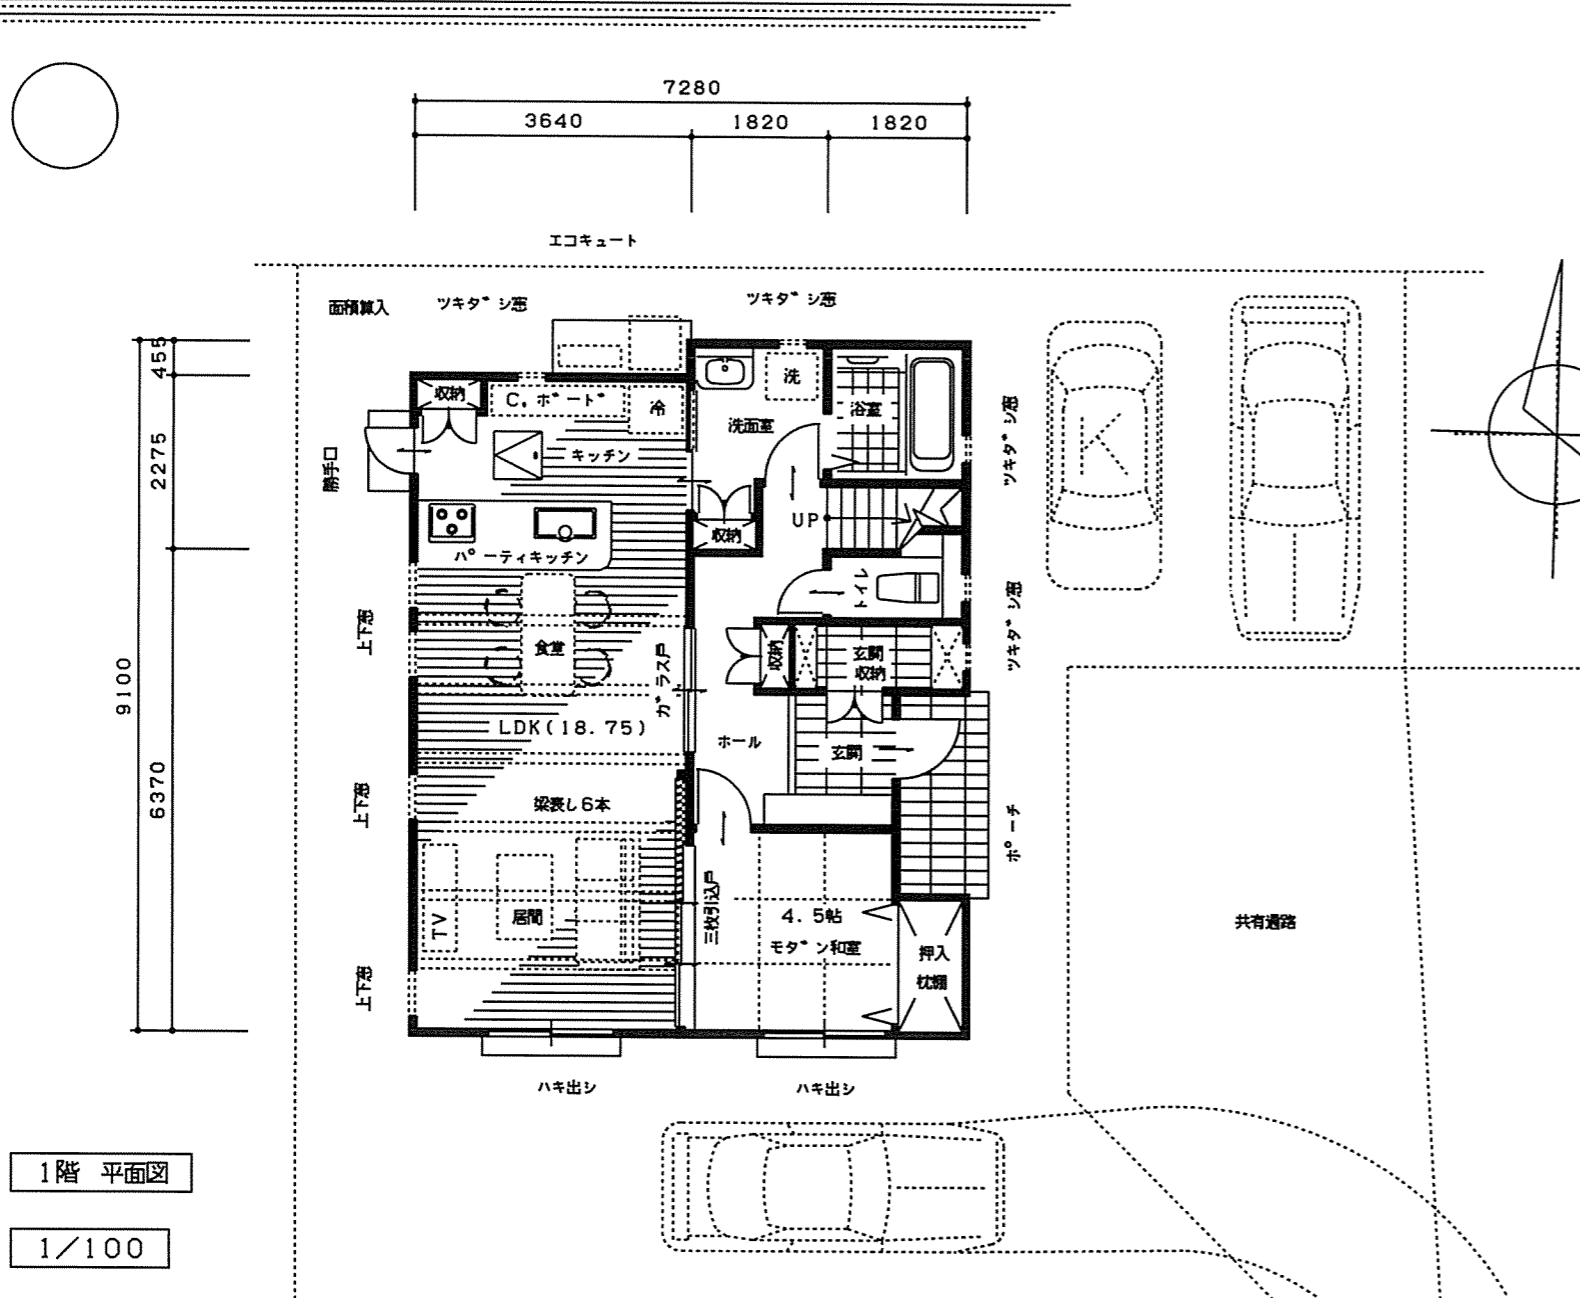 7280
3640 1820 1820
エコキュート
面積算入
ツキダシ窓
ツキダシ窓
455
2275
6370
9100
収納
C.ボード
冷
洗
洗面室
浴室
キッチン
勝手口
ツキダシ窓
収納
UP
パーティキッチン
トイレ
ツキダシ窓
上下窓
食堂
ガラス戸
収納
玄関
収納
LDK(18.75)
ホール
玄関
上下窓
梁表し6本
ポーチ
TV
居間
三枚引込戸
4.5帖
モダン和室
押入
枕棚
共有通路
上下窓
ハキ出シ
ハキ出シ
1階 平面図
1/100